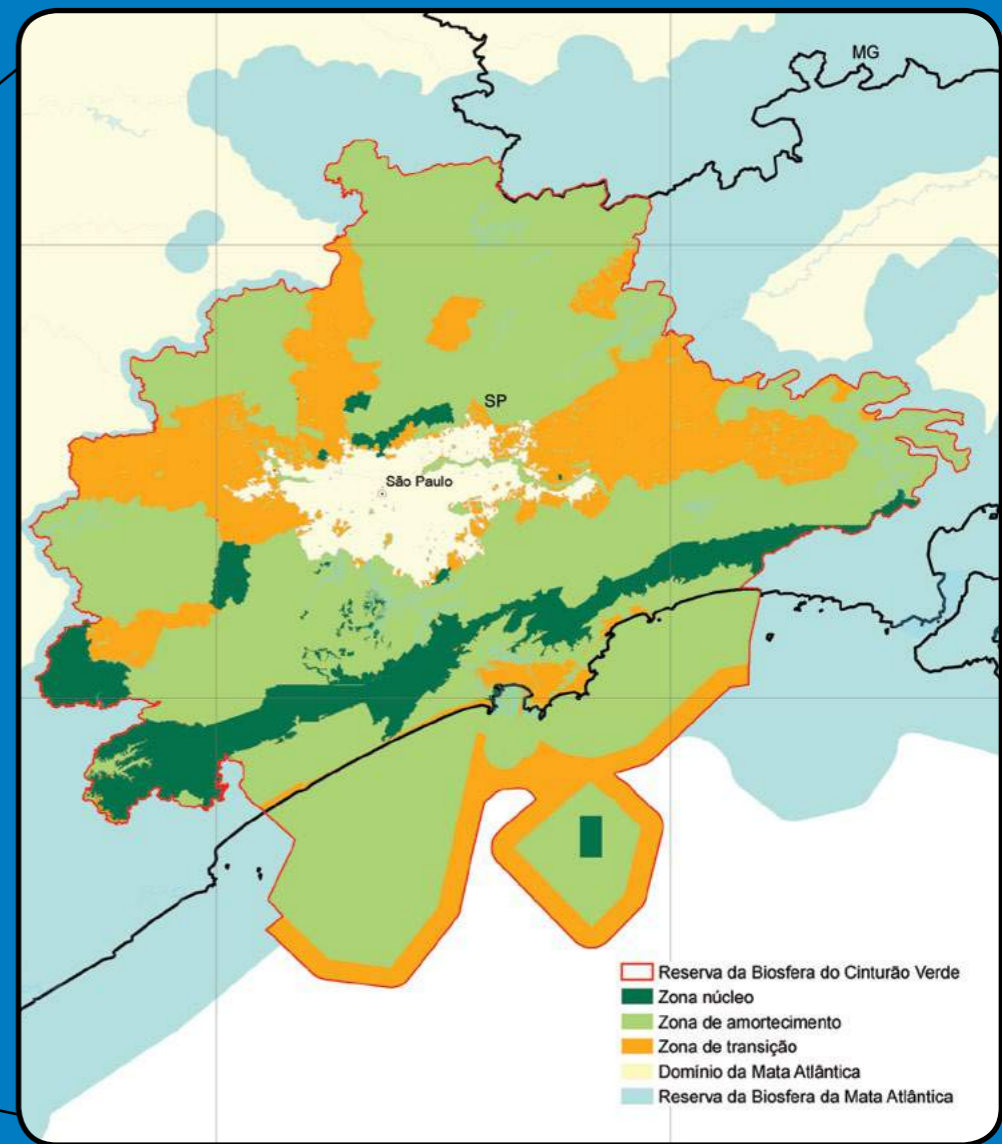 MG
SP
São Paulo
Reserva da Biosfera do Cinturão Verde
Zona núcleo
Zona de amortecimento
Zona de transição
Domínio da Mata Atlântica
Reserva da Biosfera da Mata Atlântica